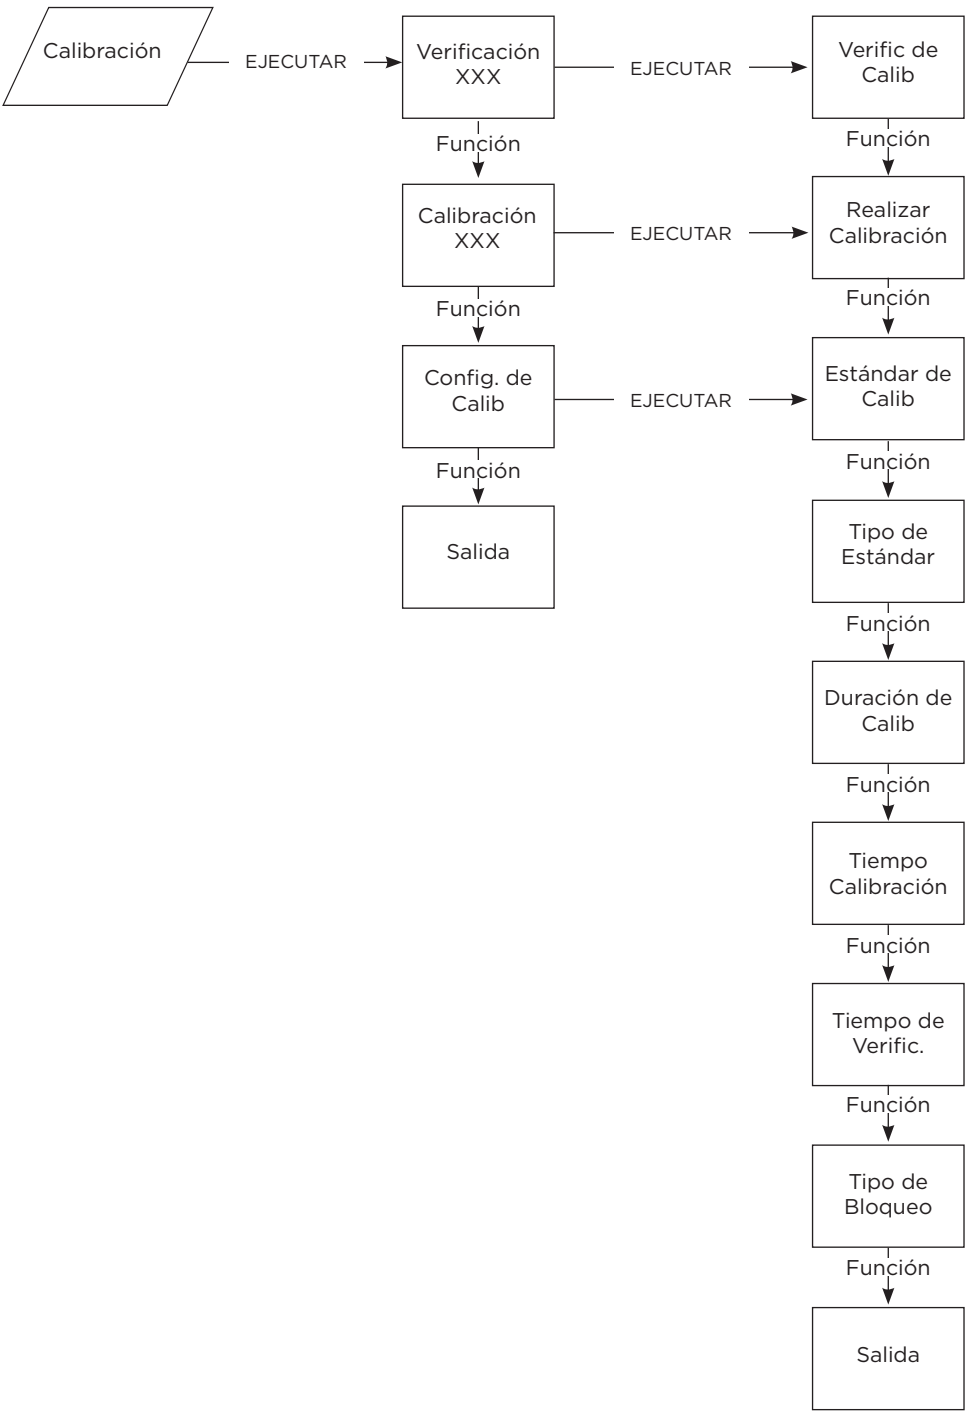 Calibración
EJECUTAR
Verificación
XXX
EJECUTAR
Verific de
Calib
Función
Función
Calibración
XXX
EJECUTAR
Realizar
Calibración
Función
Función
Config. de
Calib
EJECUTAR
Estándar de
Calib
Función
Función
Salida
Tipo de
Estándar
Función
Duración de
Calib
Función
Tiempo
Calibración
Función
Tiempo de
Verific.
Función
Tipo de
Bloqueo
Función
Salida